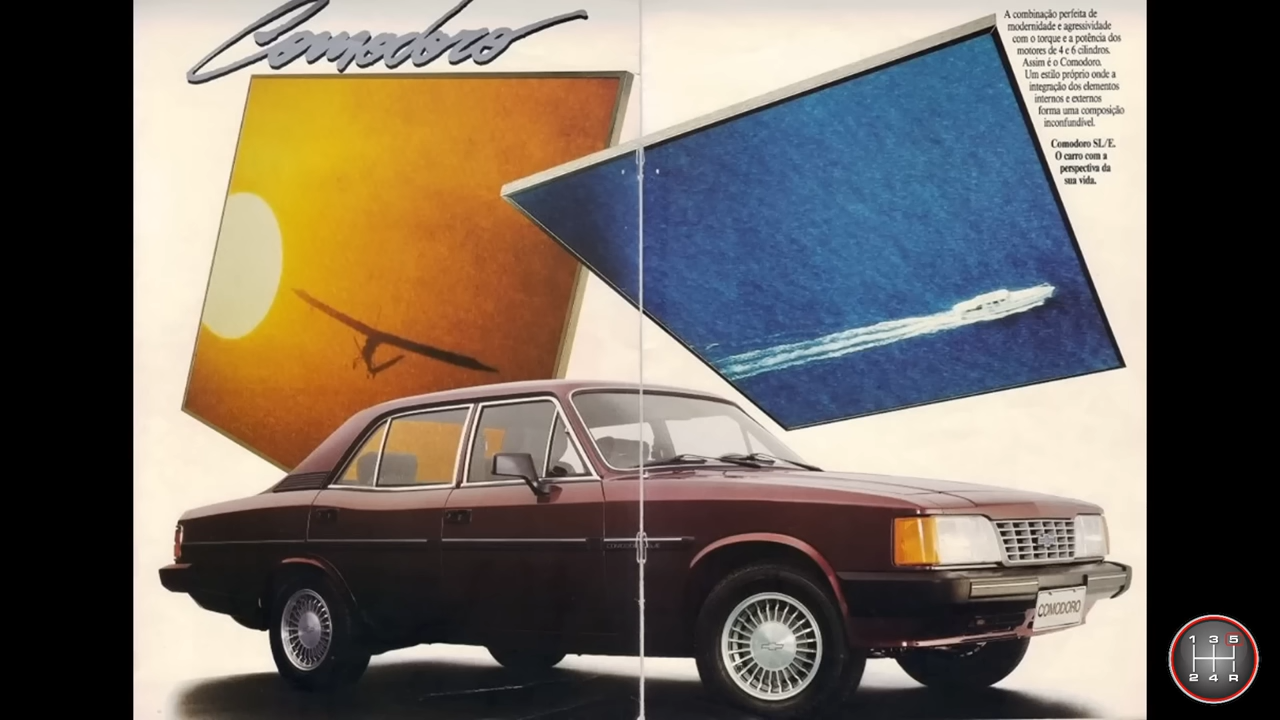 Comodoro
A combinação perfeita de
modernidade e agressividade
com o torque e a potência dos
motores de 4 e 6 cilindros.
Assim é o Comodoro.
Um estilo próprio onde a
integração dos elementos
internos e externos
forma uma composição
inconfundível.
Comodoro SL/E.
O carro com a
perspectiva da
sua vida.
COMODORO SL/E
COMODORO
1 3 5
2 4 R